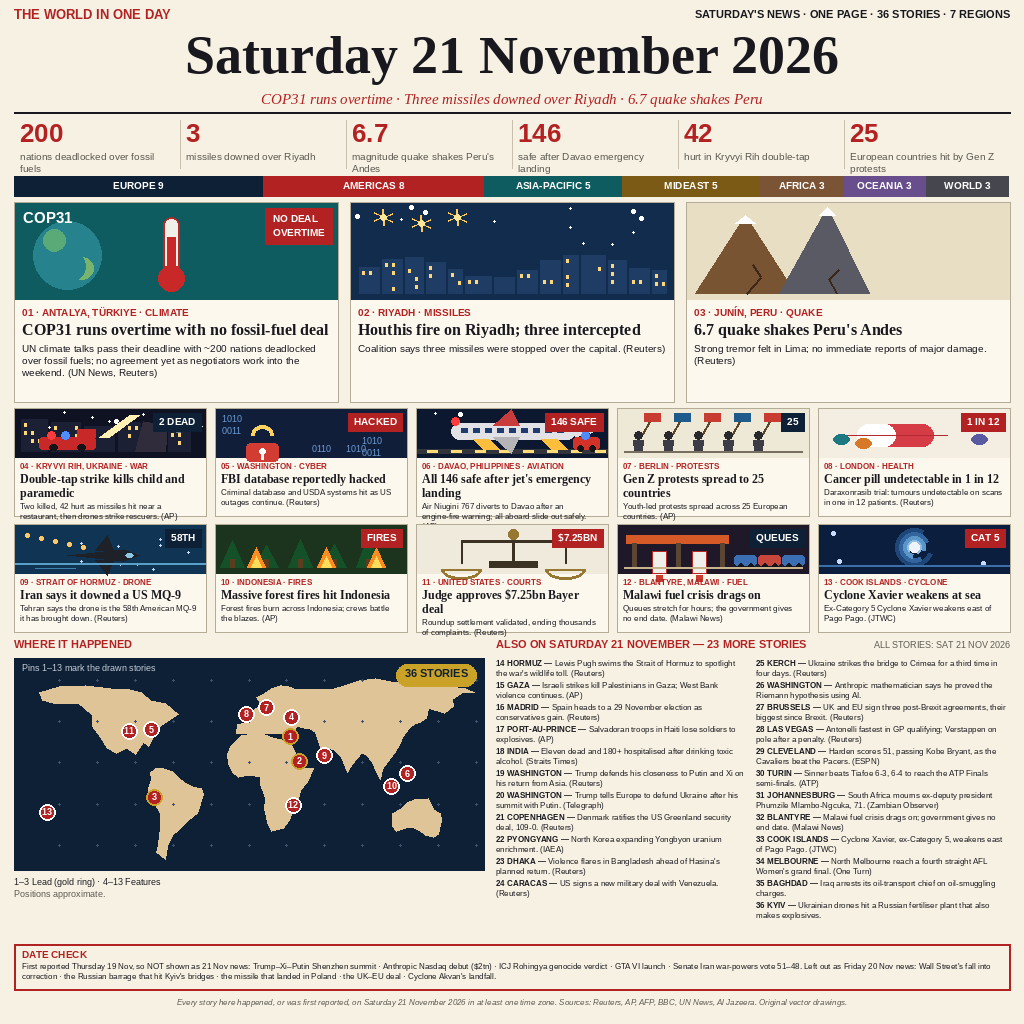 THE WORLD IN ONE DAY
SATURDAY'S NEWS · ONE PAGE · 36 STORIES · 7 REGIONS
Saturday 21 November 2026
COP31 runs overtime · Three missiles downed over Riyadh · 6.7 quake shakes Peru
200
nations deadlocked over fossil
fuels
3
missiles downed over Riyadh
6.7
magnitude quake shakes Peru's
Andes
146
safe after Davao emergency
landing
42
hurt in Kryvyi Rih double-tap
25
European countries hit by Gen Z
protests
EUROPE 9
AMERICAS 8
ASIA-PACIFIC 5
MIDEAST 5
AFRICA 3
OCEANIA 3
WORLD 3
COP31
NO DEAL
OVERTIME
01 · ANTALYA, TÜRKIYE · CLIMATE
COP31 runs overtime with no fossil-fuel deal
UN climate talks pass their deadline with ~200 nations deadlocked
over fossil fuels; no agreement yet as negotiators work into the
weekend. (UN News, Reuters)
02 · RIYADH · MISSILES
Houthis fire on Riyadh; three intercepted
Coalition says three missiles were stopped over the capital. (Reuters)
03 · JUNÍN, PERU · QUAKE
6.7 quake shakes Peru's Andes
Strong tremor felt in Lima; no immediate reports of major damage.
(Reuters)
2 DEAD
04 · KRYVYI RIH, UKRAINE · WAR
Double-tap strike kills child and
paramedic
Two killed, 42 hurt as missiles hit near a
restaurant, then drones strike rescuers. (AP)
1010
0011
0110
1010
1010
0011
HACKED
05 · WASHINGTON · CYBER
FBI database reportedly hacked
Criminal database and USDA systems hit as US
outages continue. (Reuters)
146 SAFE
06 · DAVAO, PHILIPPINES · AVIATION
All 146 safe after jet's emergency
landing
Air Niugini 767 diverts to Davao after an
engine-fire warning; all aboard slide out safely.
(AP)
25
07 · BERLIN · PROTESTS
Gen Z protests spread to 25
countries
Youth-led protests spread across 25 European
countries. (AP)
1 IN 12
08 · LONDON · HEALTH
Cancer pill undetectable in 1 in 12
Daraxonrasib trial: tumours undetectable on scans
in one in 12 patients. (Reuters)
58TH
09 · STRAIT OF HORMUZ · DRONE
Iran says it downed a US MQ-9
Tehran says the drone is the 58th American MQ-9
it has brought down. (Reuters)
FIRES
10 · INDONESIA · FIRES
Massive forest fires hit Indonesia
Forest fires burn across Indonesia; crews battle
the blazes. (AP)
$7.25BN
11 · UNITED STATES · COURTS
Judge approves $7.25bn Bayer
deal
Roundup settlement validated, ending thousands
of complaints. (Reuters)
QUEUES
12 · BLANTYRE, MALAWI · FUEL
Malawi fuel crisis drags on
Queues stretch for hours; the government gives
no end date. (Malawi News)
CAT 5
13 · COOK ISLANDS · CYCLONE
Cyclone Xavier weakens at sea
Ex-Category 5 Cyclone Xavier weakens east of
Pago Pago. (JTWC)
WHERE IT HAPPENED
Pins 1–13 mark the drawn stories
36 STORIES
8
7
4
11
5
1
2
9
6
10
3
12
13
1–3 Lead (gold ring) · 4–13 Features
Positions approximate.
ALSO ON SATURDAY 21 NOVEMBER — 23 MORE STORIES
ALL STORIES: SAT 21 NOV 2026
14 HORMUZ — Lewis Pugh swims the Strait of Hormuz to spotlight
the war's wildlife toll. (Reuters)
15 GAZA — Israeli strikes kill Palestinians in Gaza; West Bank
violence continues. (AP)
16 MADRID — Spain heads to a 29 November election as
conservatives gain. (Reuters)
17 PORT-AU-PRINCE — Salvadoran troops in Haiti lose soldiers to
explosives. (AP)
18 INDIA — Eleven dead and 180+ hospitalised after drinking toxic
alcohol. (Straits Times)
19 WASHINGTON — Trump defends his closeness to Putin and Xi on
his return from Asia. (Reuters)
20 WASHINGTON — Trump tells Europe to defund Ukraine after his
summit with Putin. (Telegraph)
21 COPENHAGEN — Denmark ratifies the US Greenland security
deal, 109-0. (Reuters)
22 PYONGYANG — North Korea expanding Yongbyon uranium
enrichment. (IAEA)
23 DHAKA — Violence flares in Bangladesh ahead of Hasina's
planned return. (Reuters)
24 CARACAS — US signs a new military deal with Venezuela.
(Reuters)
25 KERCH — Ukraine strikes the bridge to Crimea for a third time in
four days. (Reuters)
26 WASHINGTON — Anthropic mathematician says he proved the
Riemann hypothesis using AI.
27 BRUSSELS — UK and EU sign three post-Brexit agreements, their
biggest since Brexit. (Reuters)
28 LAS VEGAS — Antonelli fastest in GP qualifying; Verstappen on
pole after a penalty. (Reuters)
29 CLEVELAND — Harden scores 51, passing Kobe Bryant, as the
Cavaliers beat the Pacers. (ESPN)
30 TURIN — Sinner beats Tiafoe 6-3, 6-4 to reach the ATP Finals
semi-finals. (ATP)
31 JOHANNESBURG — South Africa mourns ex-deputy president
Phumzile Mlambo-Ngcuka, 71. (Zambian Observer)
32 BLANTYRE — Malawi fuel crisis drags on; government gives no
end date. (Malawi News)
33 COOK ISLANDS — Cyclone Xavier, ex-Category 5, weakens east
of Pago Pago. (JTWC)
34 MELBOURNE — North Melbourne reach a fourth straight AFL
Women's grand final. (One Turn)
35 BAGHDAD — Iraq arrests its oil-transport chief on oil-smuggling
charges.
36 KYIV — Ukrainian drones hit a Russian fertiliser plant that also
makes explosives.
DATE CHECK
First reported Thursday 19 Nov, so NOT shown as 21 Nov news: Trump–Xi–Putin Shenzhen summit · Anthropic Nasdaq debut ($2tn) · ICJ Rohingya genocide verdict · GTA VI launch · Senate Iran war-powers vote 51–48. Left out as Friday 20 Nov news: Wall Street's fall into
correction · the Russian barrage that hit Kyiv's bridges · the missile that landed in Poland · the UK–EU deal · Cyclone Akvan's landfall.
Every story here happened, or was first reported, on Saturday 21 November 2026 in at least one time zone. Sources: Reuters, AP, AFP, BBC, UN News, Al Jazeera. Original vector drawings.